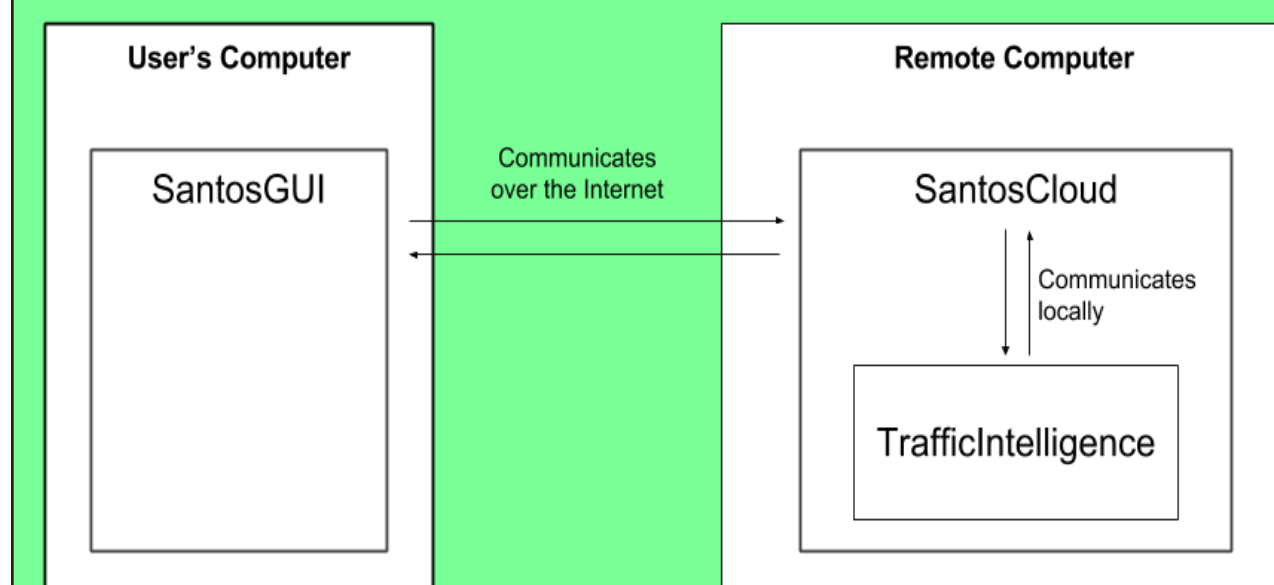 User’s Computer
SantosGUI
Communicates
over the Internet
Remote Computer
SantosCloud
Communicates
locally
TrafficIntelligence